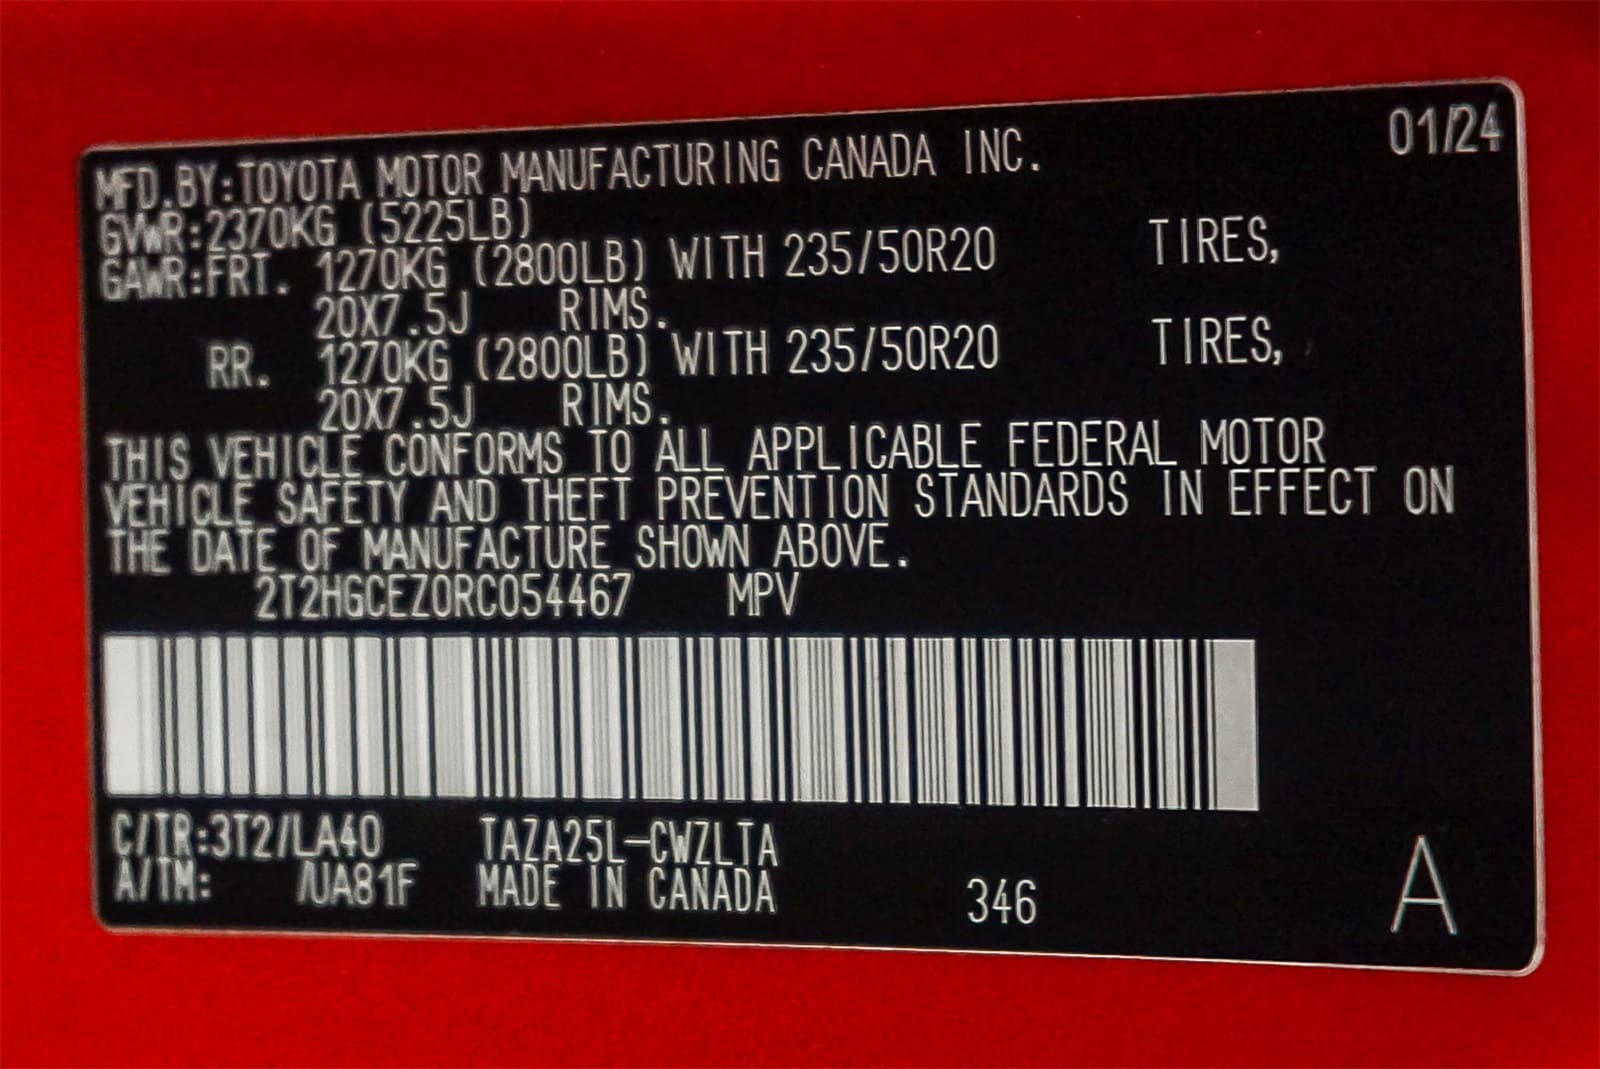 01/24
MFD.BY:TOYOTA MOTOR MANUFACTURING CANADA INC.
GVWR:2370KG (5225LB)
GAWR:FRT. 1270KG (2800LB) WITH 235/50R20 TIRES,
20X7.5J RIMS.
RR. 1270KG (2800LB) WITH 235/50R20 TIRES,
20X7.5J RIMS.
THIS VEHICLE CONFORMS TO ALL APPLICABLE FEDERAL MOTOR
VEHICLE SAFETY AND THEFT PREVENTION STANDARDS IN EFFECT ON
THE DATE OF MANUFACTURE SHOWN ABOVE.
2T2HGCEZ0RC054467 MPV
C/TR:3T2/LA40 TAZA25L-CWZLTA
A/TM: /UA81F MADE IN CANADA 346 A